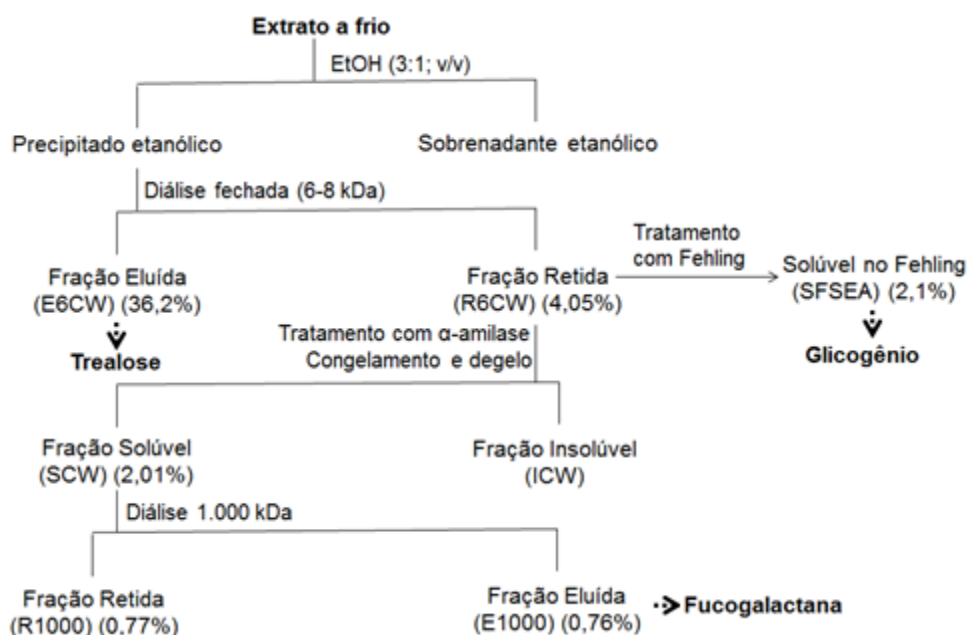 Extrato a frio
EtOH (3:1; v/v)
Precipitado etanólico
Sobrenadante etanólico
Diálise fechada (6-8 kDa)
Tratamento
com Fehling
Fração Eluída
(E6CW) (36,2%)
Fração Retida
(R6CW) (4,05%)
Solúvel no Fehling
(SFSEA) (2,1%)
Trealose
Tratamento com α-amilase
Congelamento e degelo
Glicogênio
Fração Solúvel
(SCW) (2,01%)
Fração Insolúvel
(ICW)
Diálise 1.000 kDa
Fração Retida
(R1000) (0,77%)
Fração Eluída
(E1000) (0,76%)
Fucogalactana